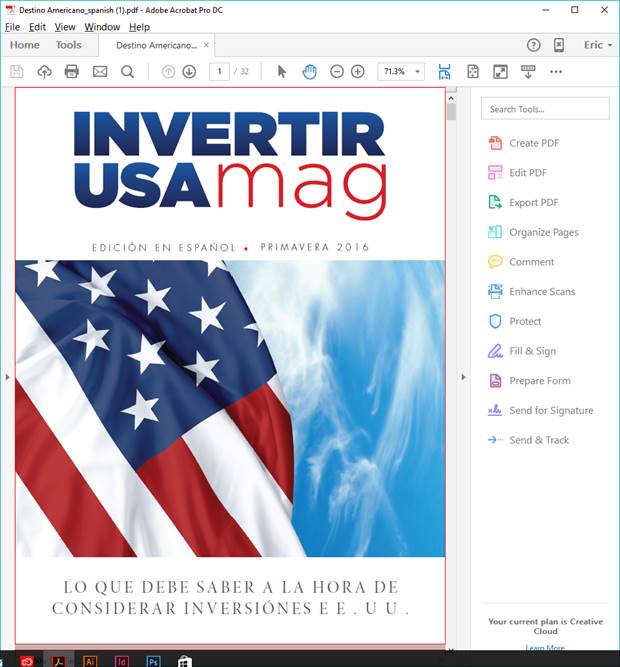 Destino Americano_spanish (1).pdf - Adobe Acrobat Pro DC
File Edit View Window Help
Home Tools Destino Americano... × Eric
1 / 32 71.3%
INVERTIR
USAmag
EDICIÓN EN ESPAÑOL • PRIMAVERA 2016
LO QUE DEBE SABER A LA HORA DE
CONSIDERAR INVERSIÓNES E E . U U .
Search Tools...
Create PDF
Edit PDF
Export PDF
Organize Pages
Comment
Enhance Scans
Protect
Fill & Sign
Prepare Form
Send for Signature
Send & Track
Your current plan is Creative
Cloud
Learn More
Ai Id Ps